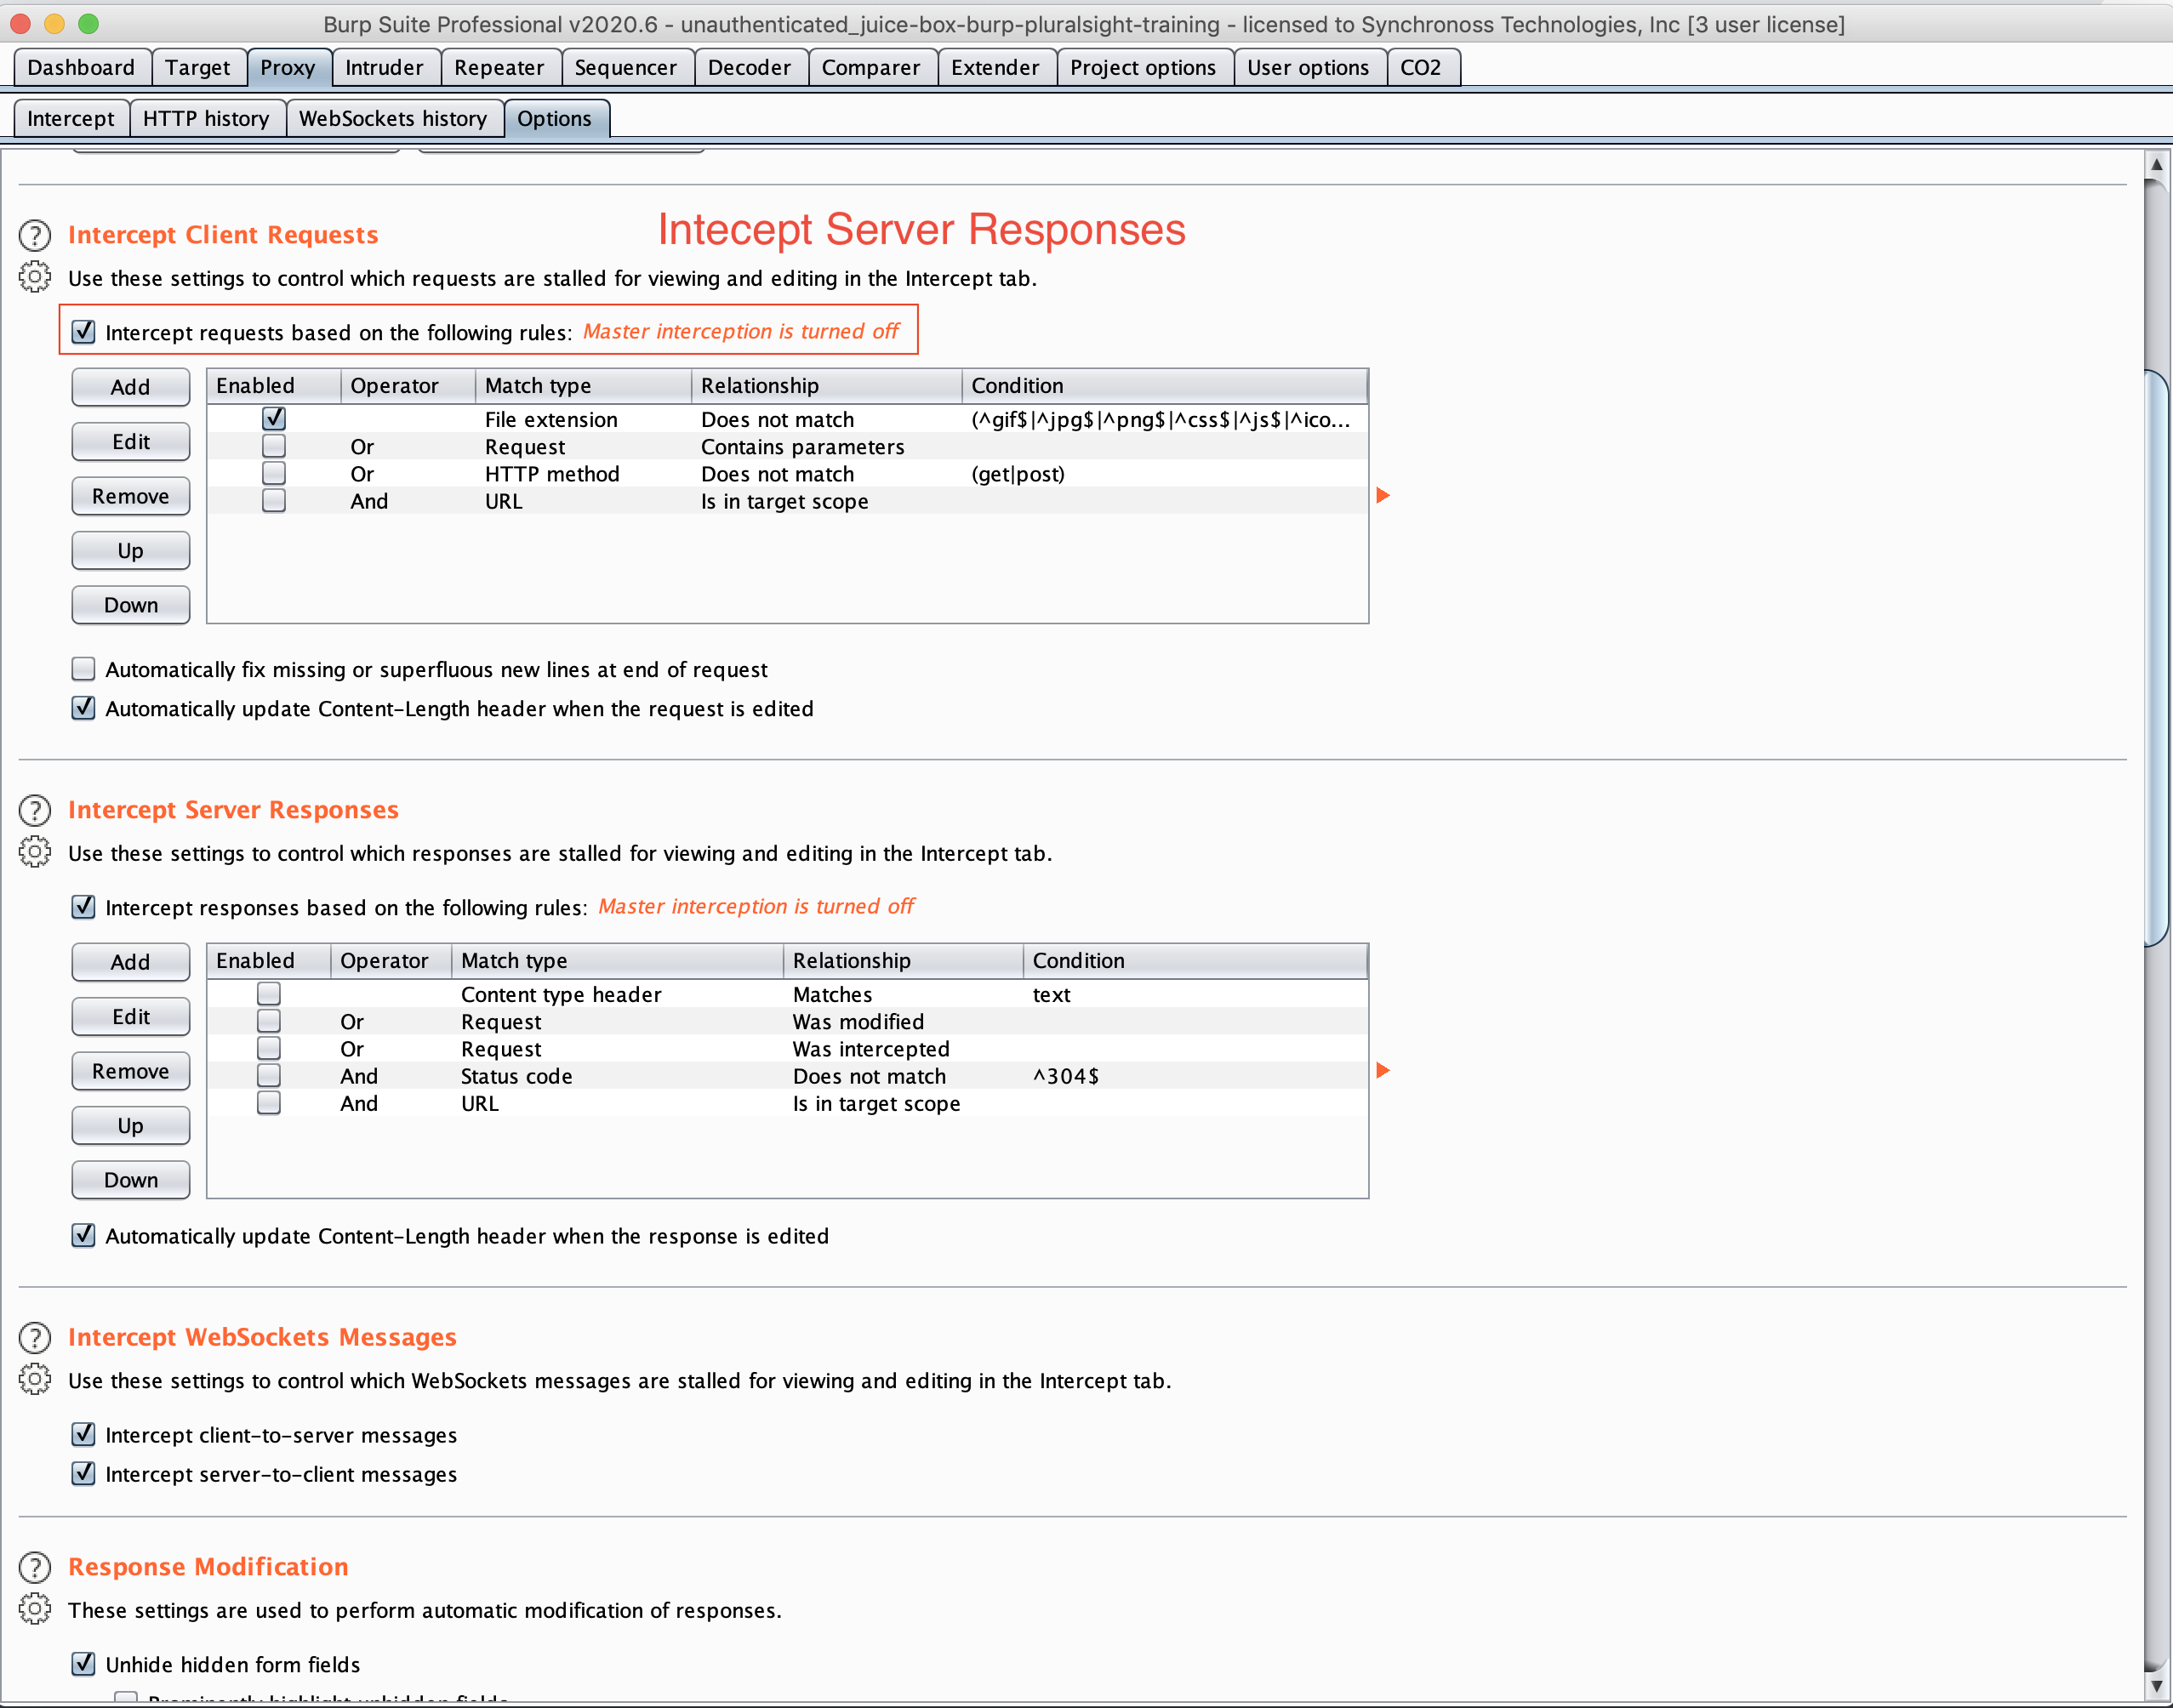 Burp Suite Professional v2020.6 - unauthenticated_juice-box-burp-pluralsight-training - licensed to Synchronoss Technologies, Inc [3 user license]
Dashboard Target Proxy Intruder Repeater Sequencer Decoder Comparer Extender Project options User options CO2
Intercept HTTP history WebSockets history Options
? Intercept Client Requests
Intecept Server Responses
Use these settings to control which requests are stalled for viewing and editing in the Intercept tab.
Intercept requests based on the following rules: Master interception is turned off
Add
Edit
Remove
Up
Down
Enabled Operator Match type Relationship Condition
File extension Does not match (^gif$|^jpg$|^png$|^css$|^js$|^ico...
Or Request Contains parameters
Or HTTP method Does not match (get|post)
And URL Is in target scope
Automatically fix missing or superfluous new lines at end of request
Automatically update Content-Length header when the request is edited
? Intercept Server Responses
Use these settings to control which responses are stalled for viewing and editing in the Intercept tab.
Intercept responses based on the following rules: Master interception is turned off
Add
Edit
Remove
Up
Down
Enabled Operator Match type Relationship Condition
Content type header Matches text
Or Request Was modified
Or Request Was intercepted
And Status code Does not match ^304$
And URL Is in target scope
Automatically update Content-Length header when the response is edited
? Intercept WebSockets Messages
Use these settings to control which WebSockets messages are stalled for viewing and editing in the Intercept tab.
Intercept client-to-server messages
Intercept server-to-client messages
? Response Modification
These settings are used to perform automatic modification of responses.
Unhide hidden form fields
Prominently highlight unhidden fields